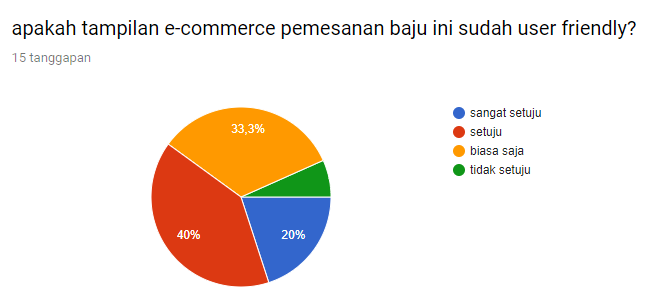 apakah tampilan e-commerce pemesanan baju ini sudah user friendly?
15 tanggapan
sangat setuju
setuju
biasa saja
tidak setuju
33,3%
40%
20%